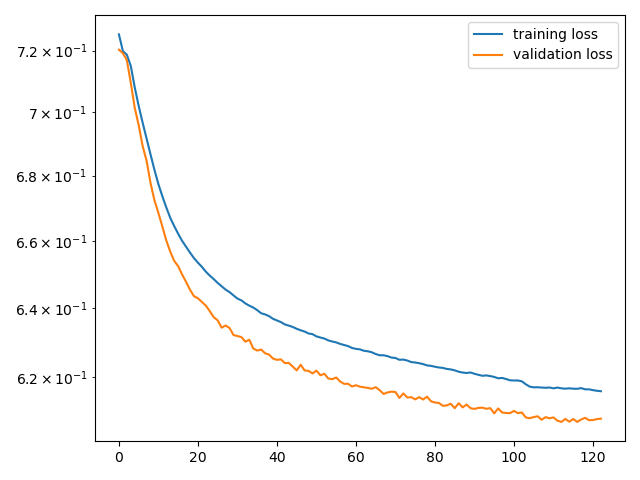 training loss
validation loss
7.2 × 10⁻¹
7 × 10⁻¹
6.8 × 10⁻¹
6.6 × 10⁻¹
6.4 × 10⁻¹
6.2 × 10⁻¹
0 20 40 60 80 100 120